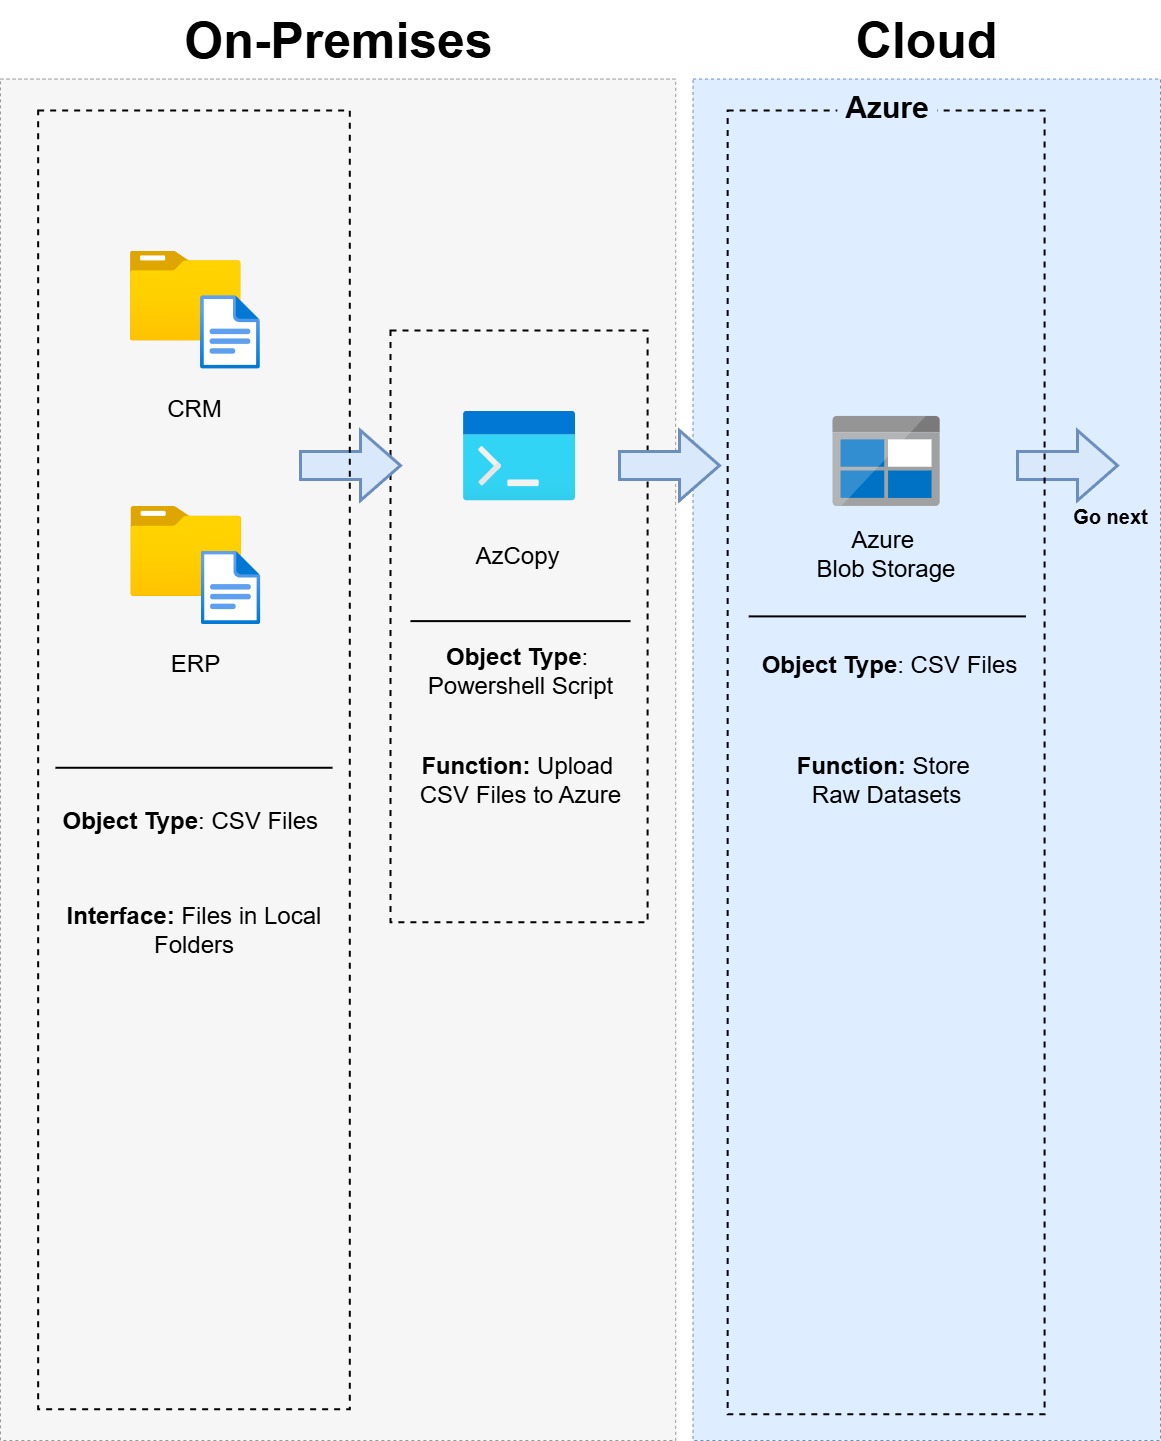 On-Premises
Cloud
Azure
CRM
ERP
Object Type: CSV Files
Interface: Files in Local
Folders
AzCopy
Object Type:
Powershell Script
Function: Upload
CSV Files to Azure
Azure
Blob Storage
Object Type: CSV Files
Function: Store
Raw Datasets
Go next